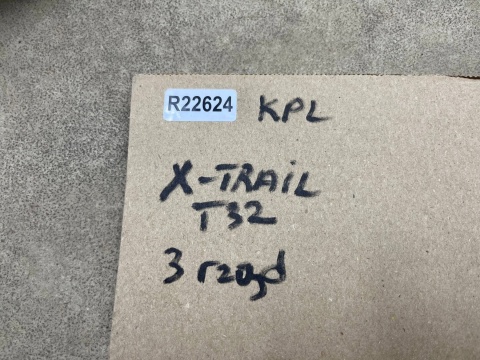 R22624 KPL
X-TRAiL
T32
3 rząd